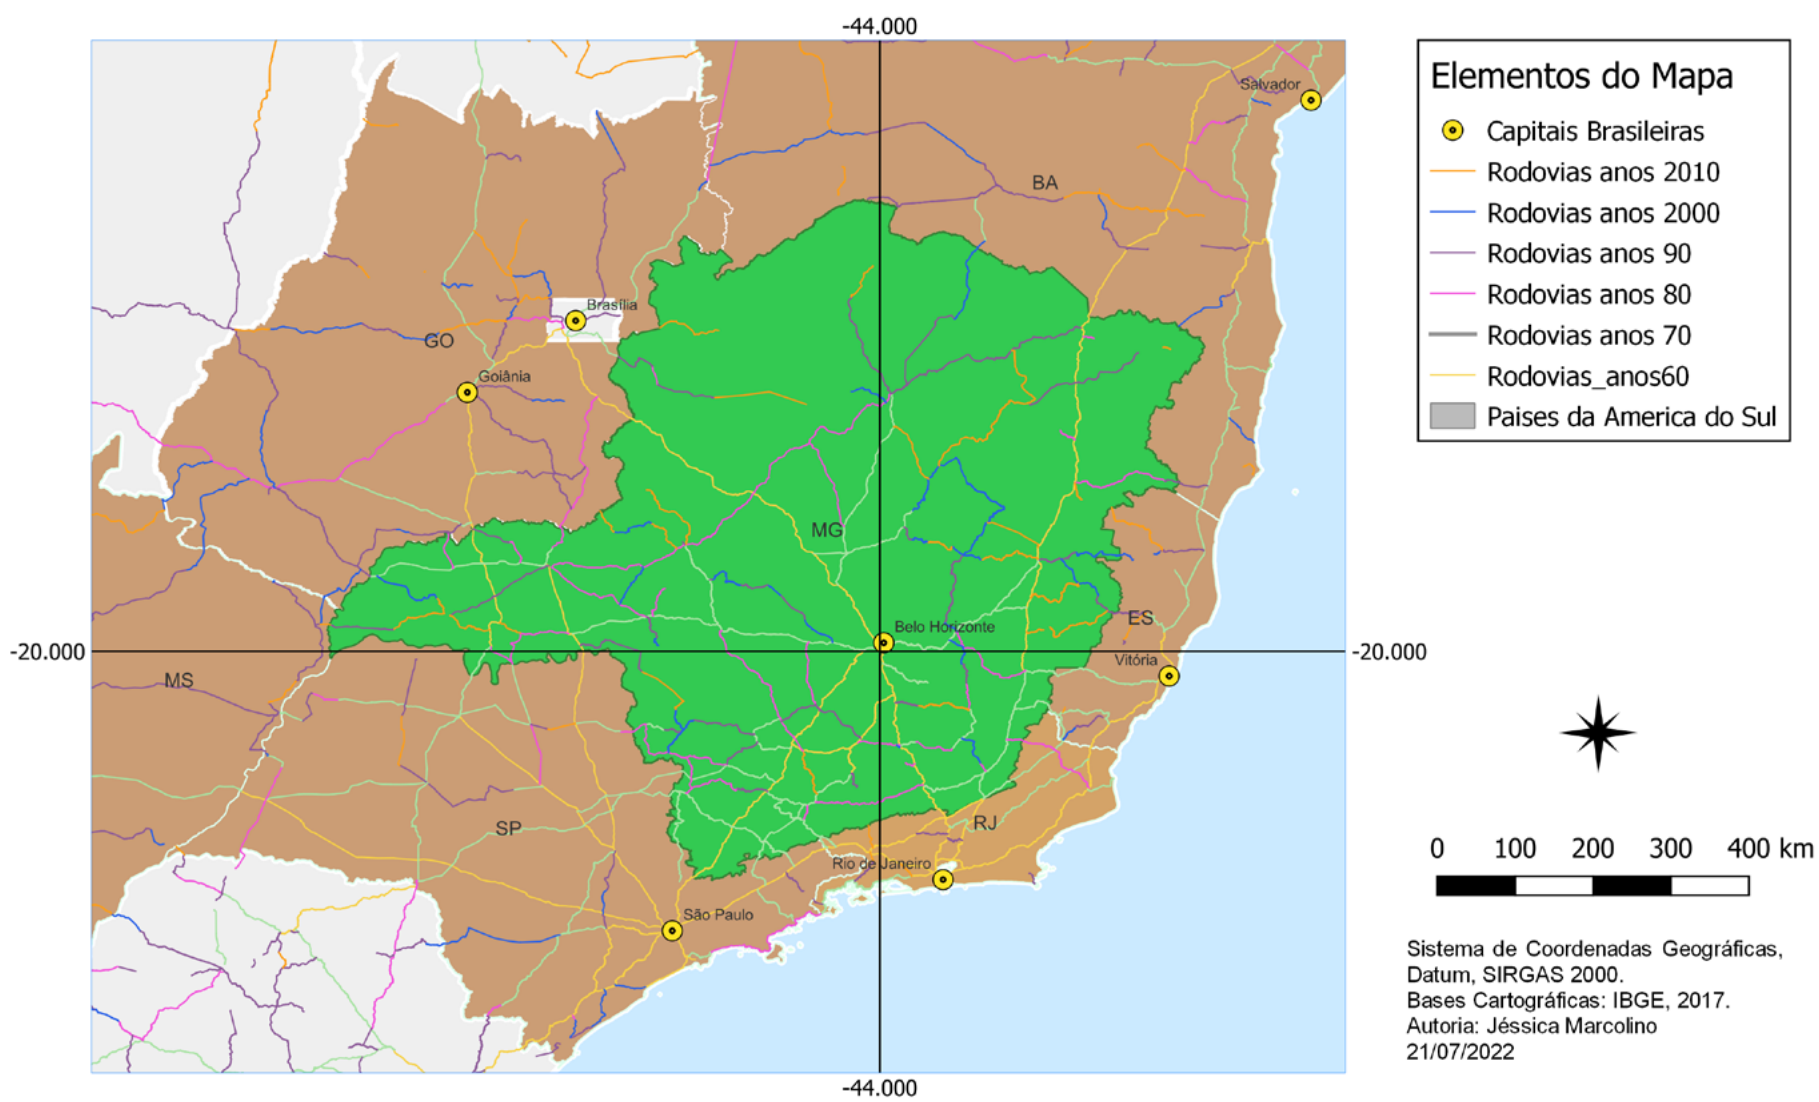 -44.000
Salvador
BA
Brasília
GO
Goiânia
MG
Belo Horizonte
ES
-20.000
-20.000
Vitória
MS
SP
RJ
Rio de Janeiro
São Paulo
-44.000
Elementos do Mapa
Capitais Brasileiras
Rodovias anos 2010
Rodovias anos 2000
Rodovias anos 90
Rodovias anos 80
Rodovias anos 70
Rodovias_anos60
Paises da America do Sul
0 100 200 300 400 km
Sistema de Coordenadas Geográficas,
Datum, SIRGAS 2000.
Bases Cartográficas: IBGE, 2017.
Autoria: Jéssica Marcolino
21/07/2022